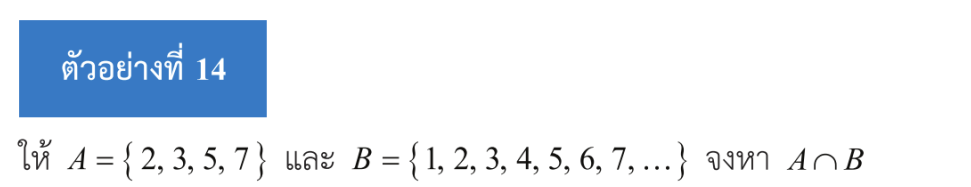 ตัวอย่างที่ 14
ให้ A = { 2, 3, 5, 7 } และ B = { 1, 2, 3, 4, 5, 6, 7, ... } จงหา A ∩ B